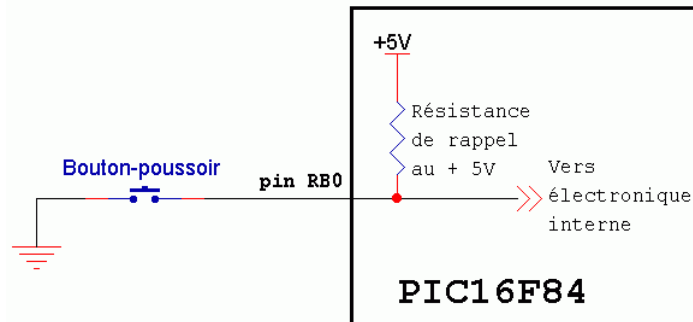 +5V
Résistance
de rappel
au + 5V
Bouton-poussoir
pin RB0
Vers
électronique
interne
PIC16F84